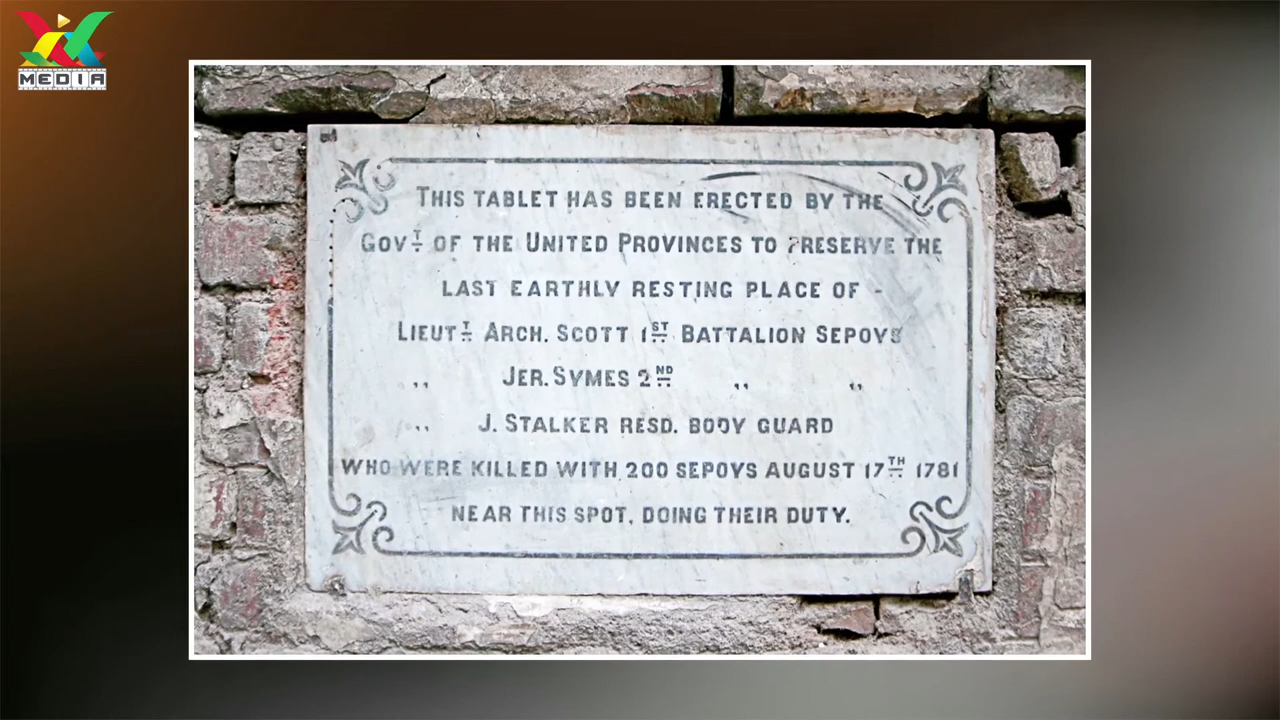 MEDIA
THIS TABLET HAS BEEN ERECTED BY THE
GOVT OF THE UNITED PROVINCES TO PRESERVE THE
LAST EARTHLY RESTING PLACE OF -
LIEUTT ARCH. SCOTT 1ST BATTALION SEPOYS
,, JER. SYMES 2ND ,, ,,
,, J. STALKER RESD. BODY GUARD
WHO WERE KILLED WITH 200 SEPOYS AUGUST 17TH 1781
NEAR THIS SPOT, DOING THEIR DUTY.